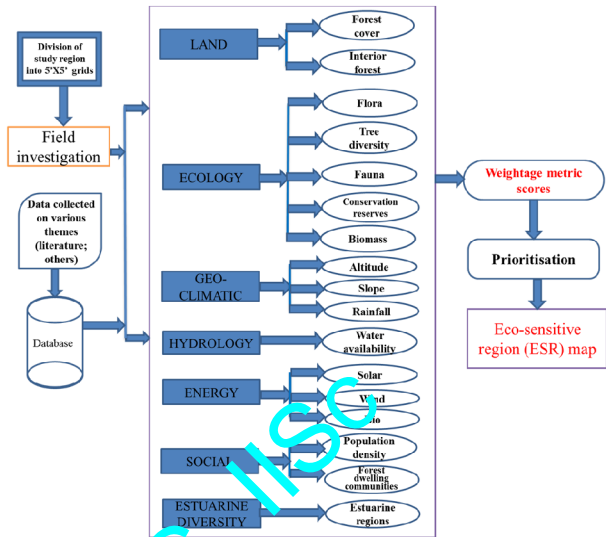 Division of
study region
into 5'X5' grids
Field
investigation
Data collected
on various
themes
(literature;
others)
Database
LAND
Forest
cover
Interior
forest
ECOLOGY
Flora
Tree
diversity
Fauna
Conservation
reserves
Biomass
GEO-
CLIMATIC
Altitude
Slope
Rainfall
HYDROLOGY
Water
availability
ENERGY
Solar
Wind
SOCIAL
Population
density
Forest
dwelling
communities
ESTUARINE
DIVERSITY
Estuarine
regions
Weightage metric
scores
Prioritisation
Eco-sensitive
region (ESR) map
IISc